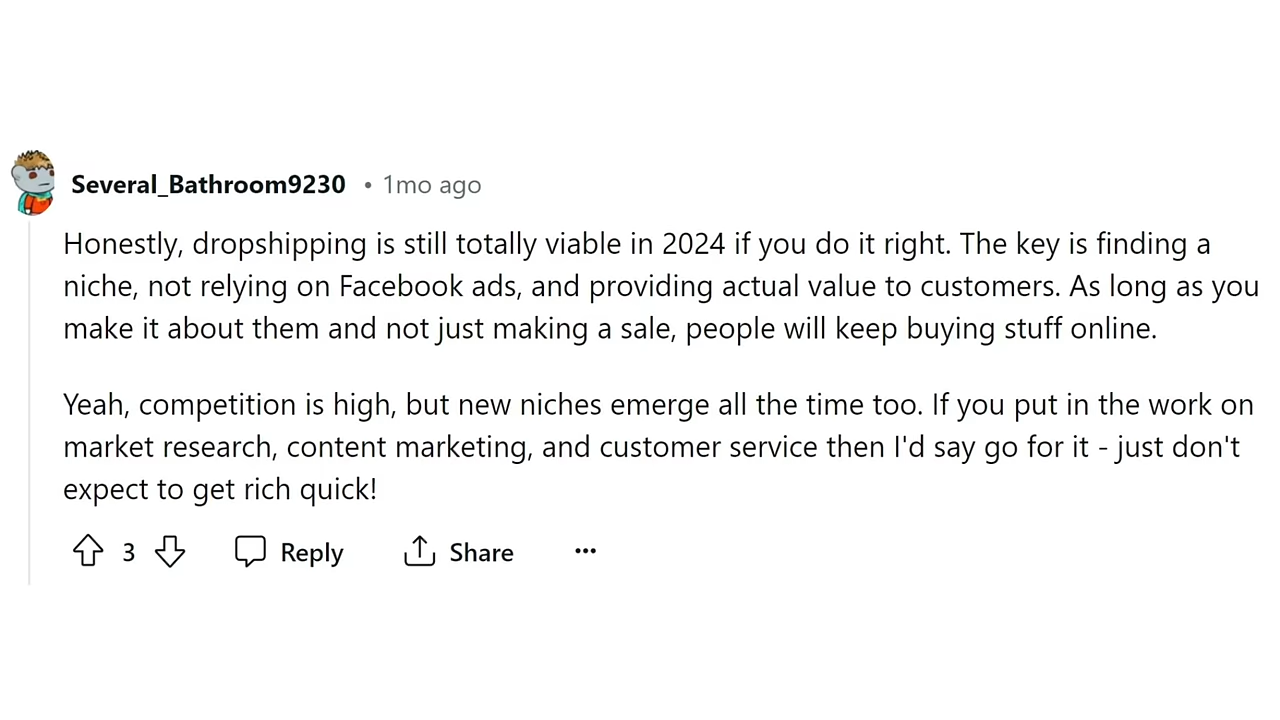 Several_Bathroom9230 • 1mo ago
Honestly, dropshipping is still totally viable in 2024 if you do it right. The key is finding a
niche, not relying on Facebook ads, and providing actual value to customers. As long as you
make it about them and not just making a sale, people will keep buying stuff online.
Yeah, competition is high, but new niches emerge all the time too. If you put in the work on
market research, content marketing, and customer service then I'd say go for it - just don't
expect to get rich quick!
3 Reply Share ...